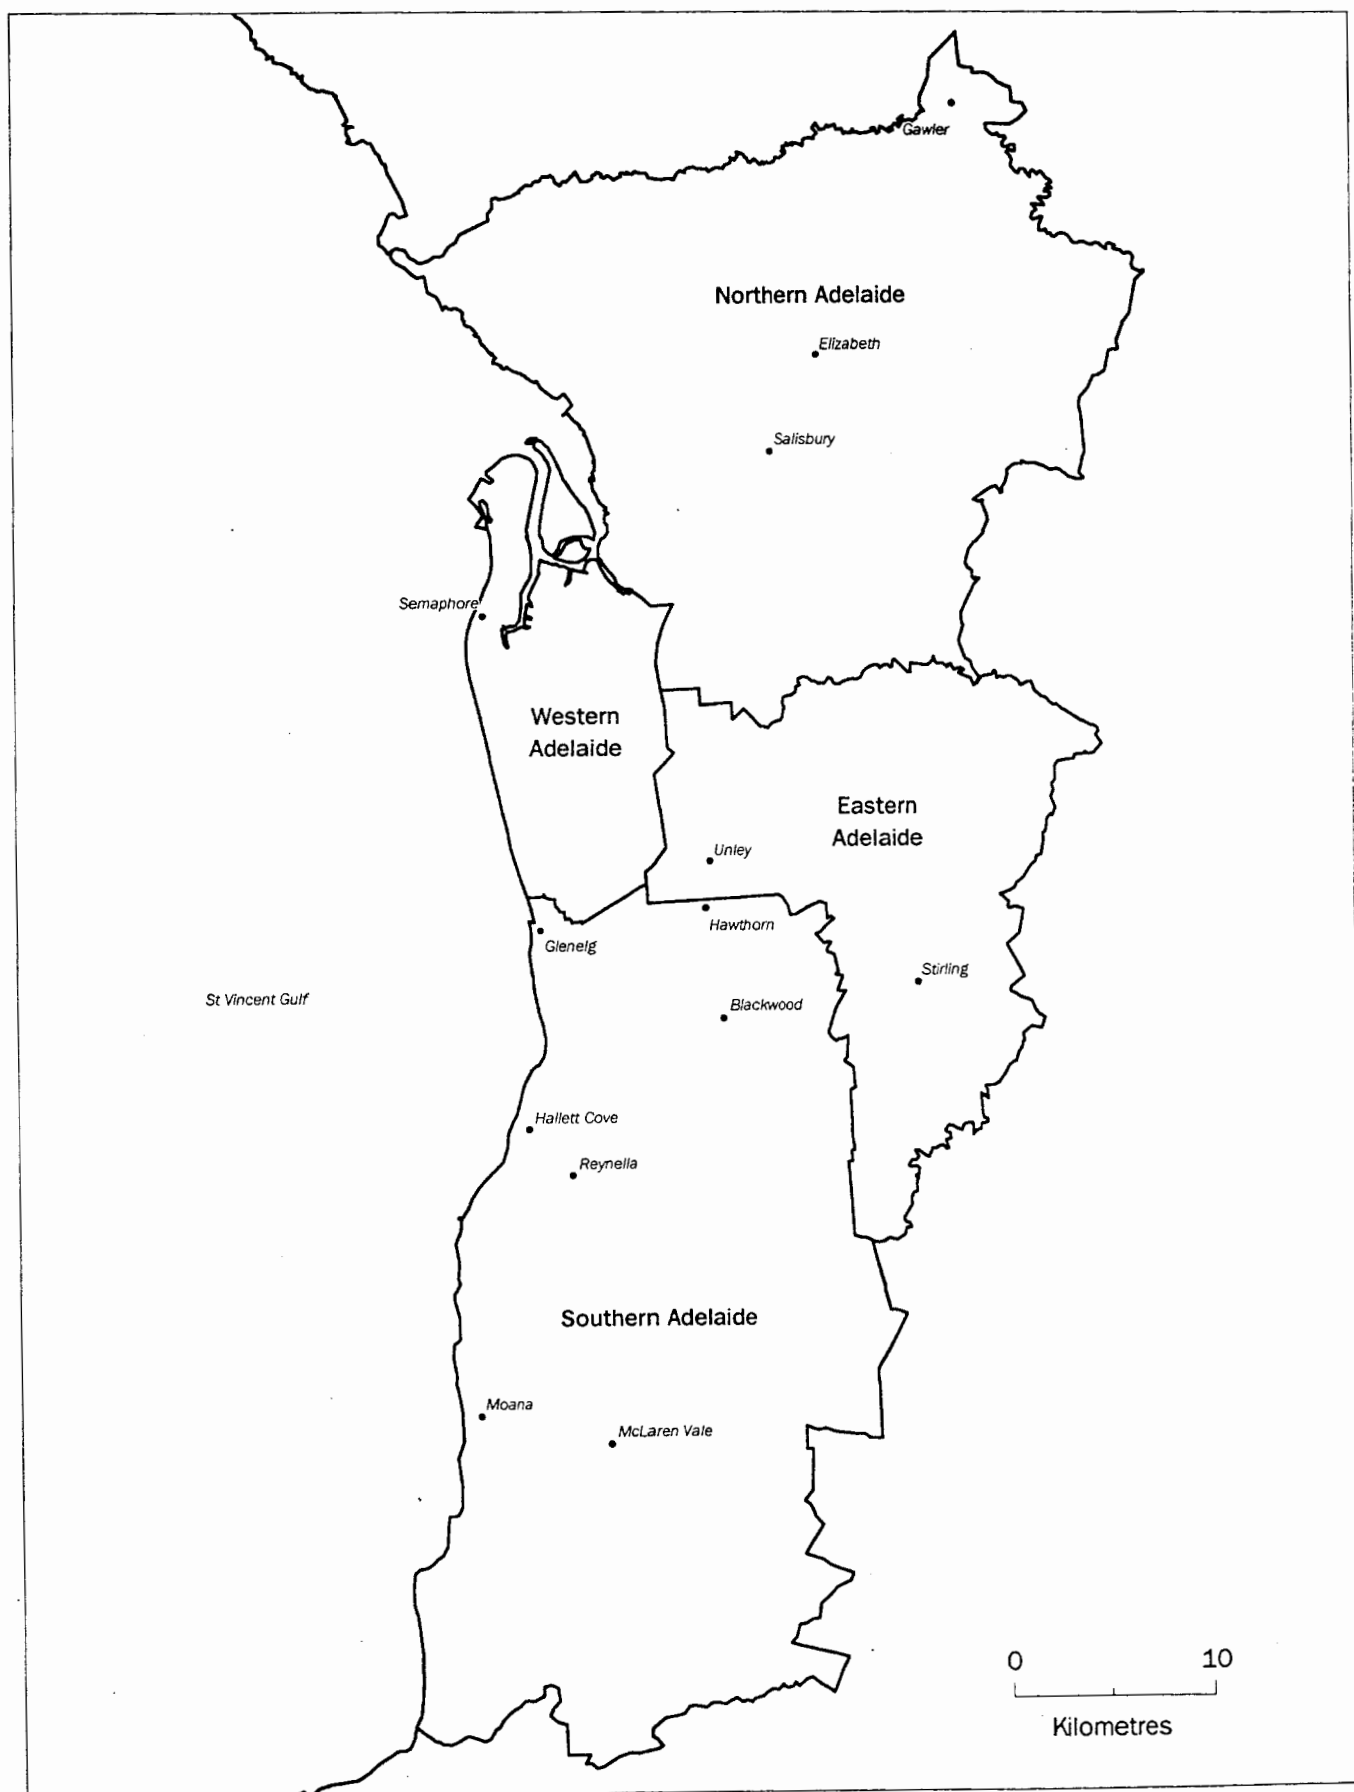 Gawler
Northern Adelaide
Elizabeth
Salisbury
Semaphore
Western
Adelaide
Eastern
Adelaide
Unley
Hawthorn
Glenelg
Stirling
St Vincent Gulf
Blackwood
Hallett Cove
Reynella
Southern Adelaide
Moana
McLaren Vale
0 10
Kilometres